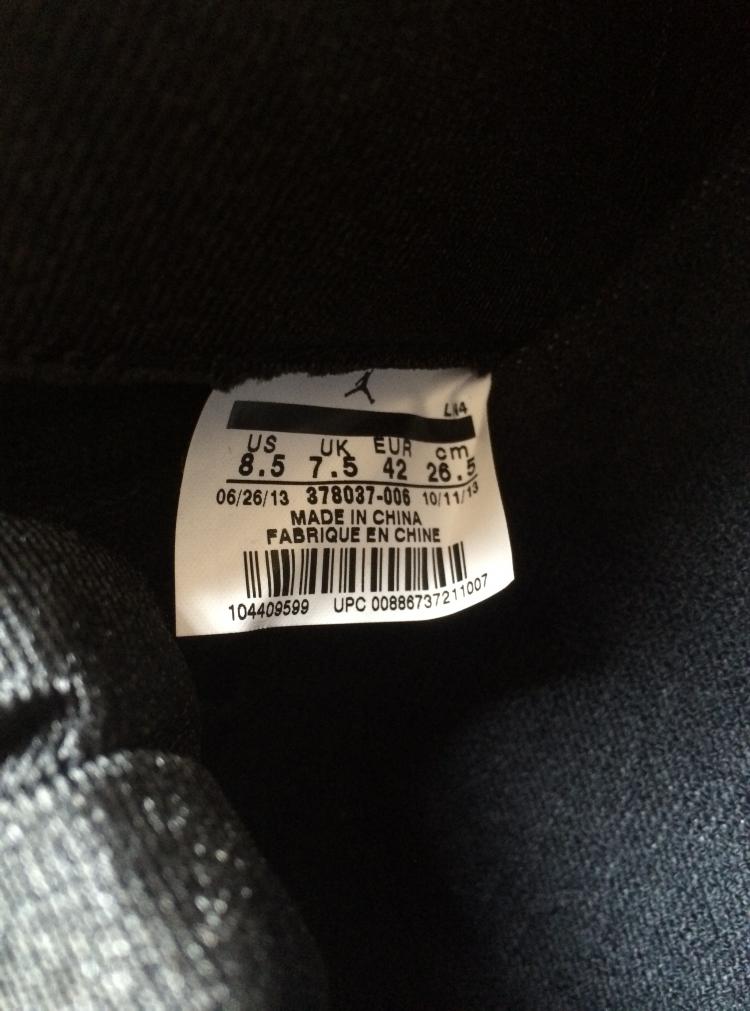 LN4
US UK EUR cm
8.5 7.5 42 26.5
06/26/13 378037-006 10/11/13
MADE IN CHINA
FABRIQUE EN CHINE
104409599 UPC 00886737211007